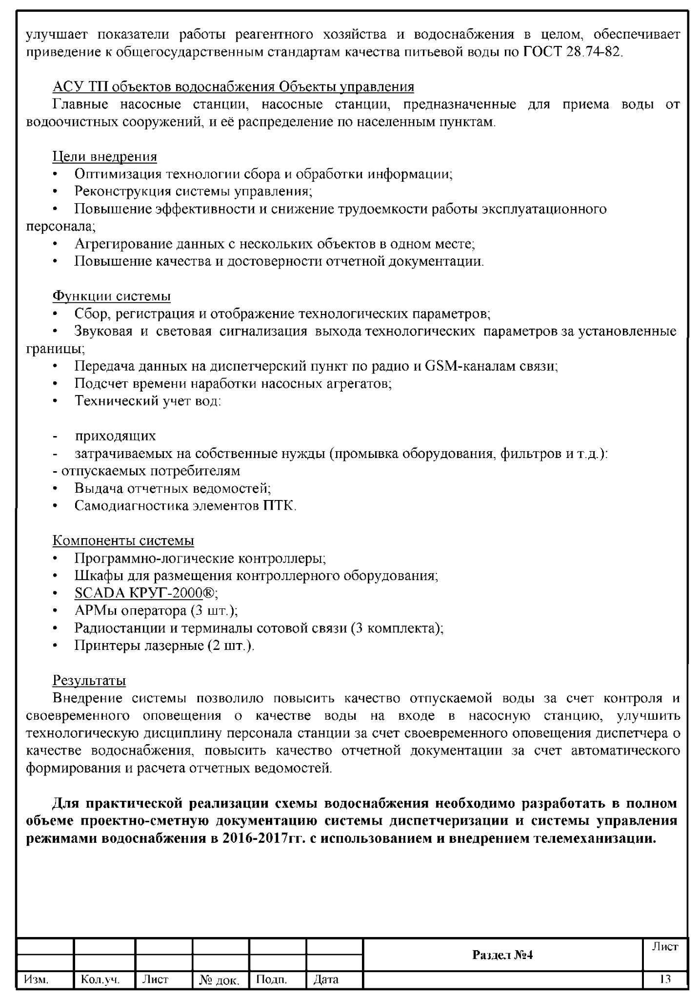 улучшает показатели работы реагентного хозяйства и водоснабжения в целом, обеспечивает
приведение к общегосударственным стандартам качества питьевой воды по ГОСТ 28.74-82.
АСУ ТП объектов водоснабжения Объекты управления
Главные насосные станции, насосные станции, предназначенные для приема воды от
водоочистных сооружений, и её распределение по населенным пунктам.
Цели внедрения
• Оптимизация технологии сбора и обработки информации;
• Реконструкция системы управления;
• Повышение эффективности и снижение трудоемкости работы эксплуатационного
персонала;
• Агрегирование данных с нескольких объектов в одном месте;
• Повышение качества и достоверности отчетной документации.
Функции системы
• Сбор, регистрация и отображение технологических параметров;
• Звуковая и световая сигнализация выхода технологических параметров за установленные
границы;
• Передача данных на диспетчерский пункт по радио и GSM-каналам связи;
• Подсчет времени наработки насосных агрегатов;
• Технический учет вод:
- приходящих
- затрачиваемых на собственные нужды (промывка оборудования, фильтров и т.д.):
- отпускаемых потребителям
• Выдача отчетных ведомостей;
• Самодиагностика элементов ПТК.
Компоненты системы
• Программно-логические контроллеры;
• Шкафы для размещения контроллерного оборудования;
• SCADA КРУГ-2000®;
• АРМы оператора (3 шт.);
• Радиостанции и терминалы сотовой связи (3 комплекта);
• Принтеры лазерные (2 шт.).
Результаты
Внедрение системы позволило повысить качество отпускаемой воды за счет контроля и
своевременного оповещения о качестве воды на входе в насосную станцию, улучшить
технологическую дисциплину персонала станции за счет своевременного оповещения диспетчера о
качестве водоснабжения, повысить качество отчетной документации за счет автоматического
формирования и расчета отчетных ведомостей.
Для практической реализации схемы водоснабжения необходимо разработать в полном
объеме проектно-сметную документацию системы диспетчеризации и системы управления
режимами водоснабжения в 2016-2017гг. с использованием и внедрением телемеханизации.
Раздел №4 Лист
Изм. Кол.уч. Лист № док. Подп. Дата 13